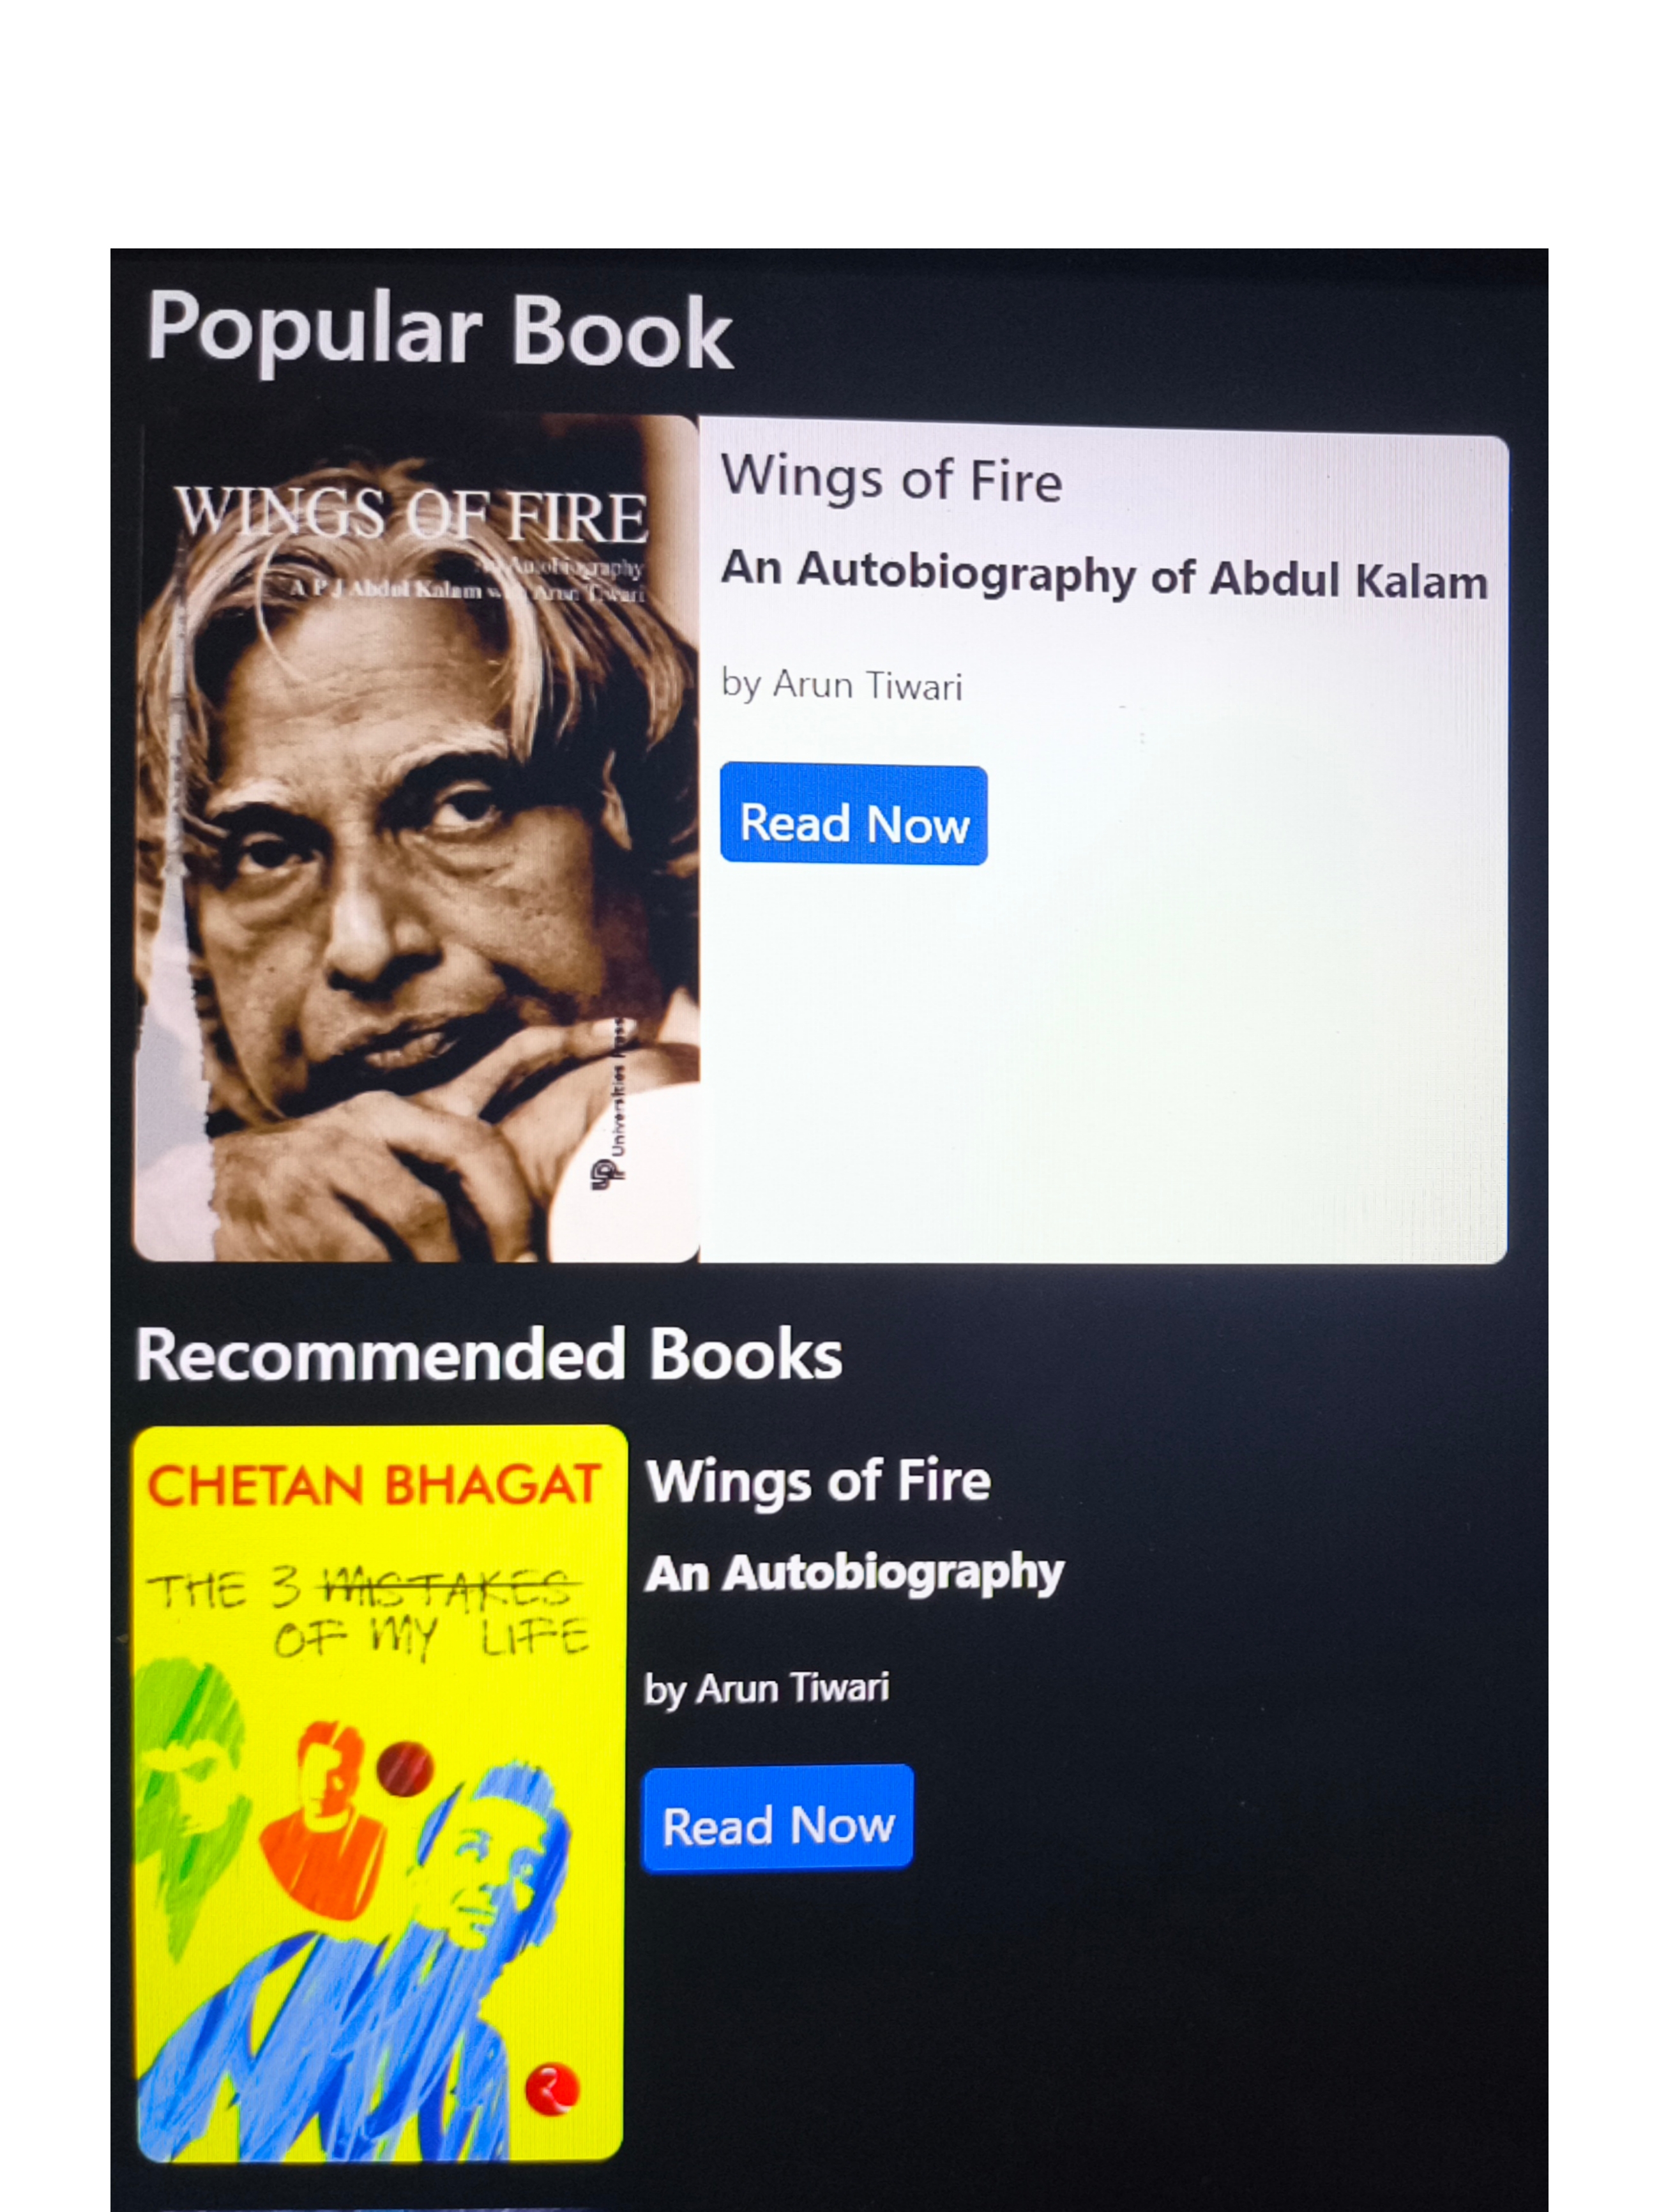 Popular Book
WINGS OF FIRE
An Autobiography
A P J Abdul Kalam with Arun Tiwari
Universities Press
Wings of Fire
An Autobiography of Abdul Kalam
by Arun Tiwari
Read Now
Recommended Books
CHETAN BHAGAT
THE 3 MISTAKES
OF MY LIFE
Wings of Fire
An Autobiography
by Arun Tiwari
Read Now